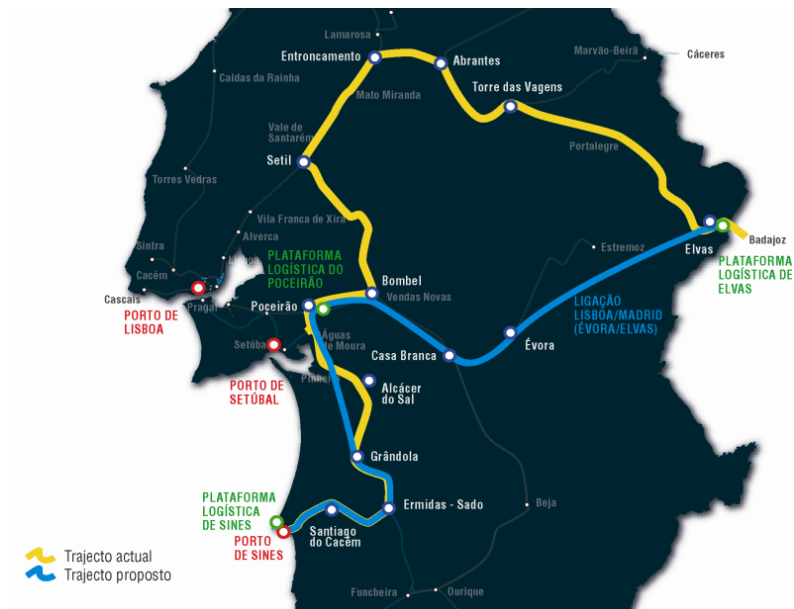 Lamarosa
Entroncamento
Abrantes
Marvão-Beirã
Cáceres
Caldas da Rainha
Mato Miranda
Torre das Vagens
Vale de
Santarém
Portalegre
Setil
Torres Vedras
Vila Franca de Xira
Alverca
Sintra
Estremoz
Elvas
Badajoz
PLATAFORMA
LOGÍSTICA DO
POCEIRÃO
PLATAFORMA
LOGÍSTICA DE
ELVAS
Cacém
Bombel
Vendas Novas
Cascais
Pragal
Poceirão
PORTO DE
LISBOA
LIGAÇÃO
LISBOA/MADRID
(ÉVORA/ELVAS)
Águas
de Moura
Évora
Casa Branca
Pinheiro
PORTO DE
SETÚBAL
Alcácer
do Sal
Grândola
PLATAFORMA
LOGÍSTICA
DE SINES
Ermidas - Sado
Beja
PORTO
DE SINES
Santiago
do Cacém
Trajecto actual
Trajecto proposto
Funcheira
Ourique